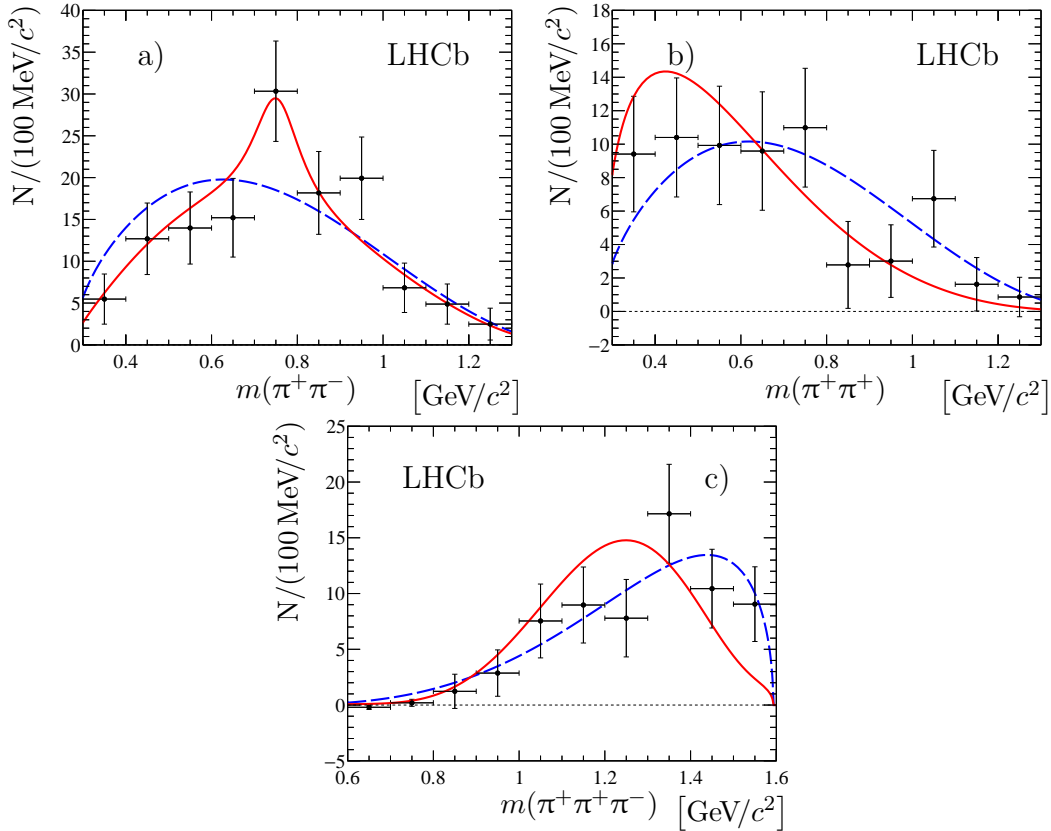 N/(100 MeV/c²)
40
35
30
25
20
15
10
5
0
a)
LHCb
0.4 0.6 0.8 1 1.2
m(π⁺π⁻) [GeV/c²]
N/(100 MeV/c²)
18
16
14
12
10
8
6
4
2
0
−2
b)
LHCb
0.4 0.6 0.8 1 1.2
m(π⁺π⁺) [GeV/c²]
N/(100 MeV/c²)
25
20
15
10
5
0
−5
LHCb
c)
0.6 0.8 1 1.2 1.4 1.6
m(π⁺π⁺π⁻) [GeV/c²]